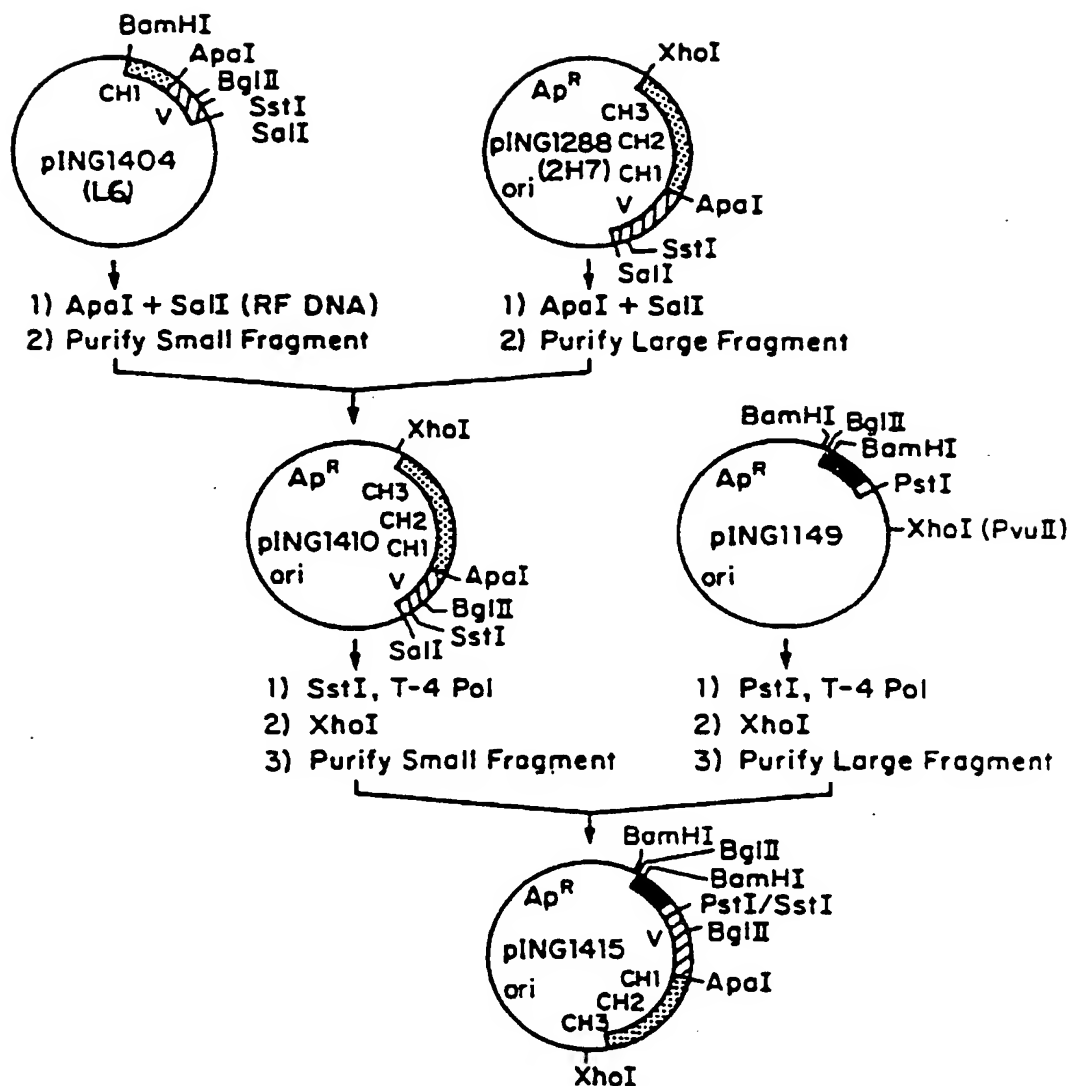 BamHI
ApaI
BglII
SstI
SalI
CH1
V
pING1404
(L6)
XhoI
Ap^R
CH3
pING1288 CH2
(2H7) CH1
ori
V
ApaI
SstI
SalI
1) ApaI + SalI (RF DNA)
2) Purify Small Fragment
1) ApaI + SalI
2) Purify Large Fragment
XhoI
Ap^R
CH3
CH2
pING1410 CH1
ori
V
ApaI
BglII
SstI
SalI
BamHI
BglII
BamHI
Ap^R
PstI
XhoI (PvuII)
pING1149
ori
1) SstI, T-4 Pol
2) XhoI
3) Purify Small Fragment
1) PstI, T-4 Pol
2) XhoI
3) Purify Large Fragment
BamHI
BglII
BamHI
Ap^R
PstI/SstI
V
BglII
pING1415
ori
CH1
ApaI
CH2
CH3
XhoI